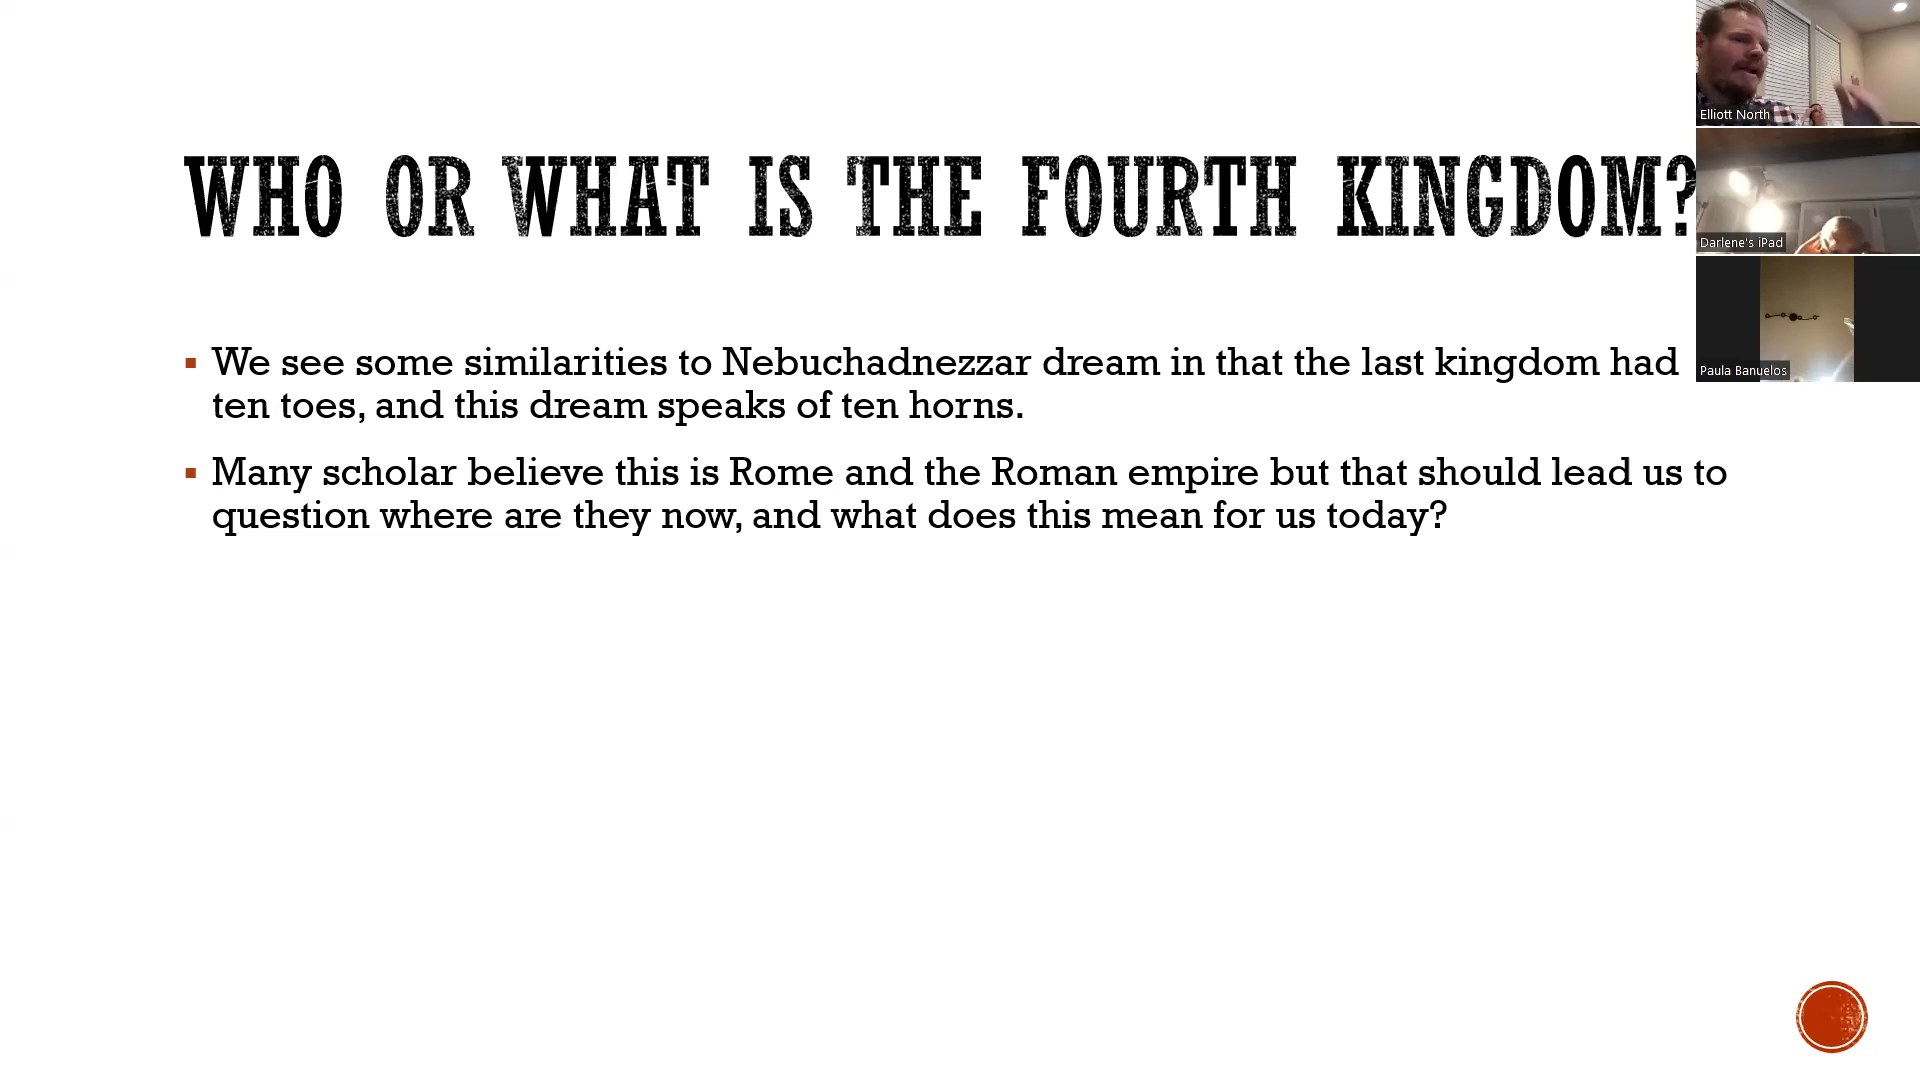 WHO OR WHAT IS THE FOURTH KINGDOM?
We see some similarities to Nebuchadnezzar dream in that the last kingdom had
ten toes, and this dream speaks of ten horns.
Many scholar believe this is Rome and the Roman empire but that should lead us to
question where are they now, and what does this mean for us today?
Elliott North
Darlene's iPad
Paula Banuelos